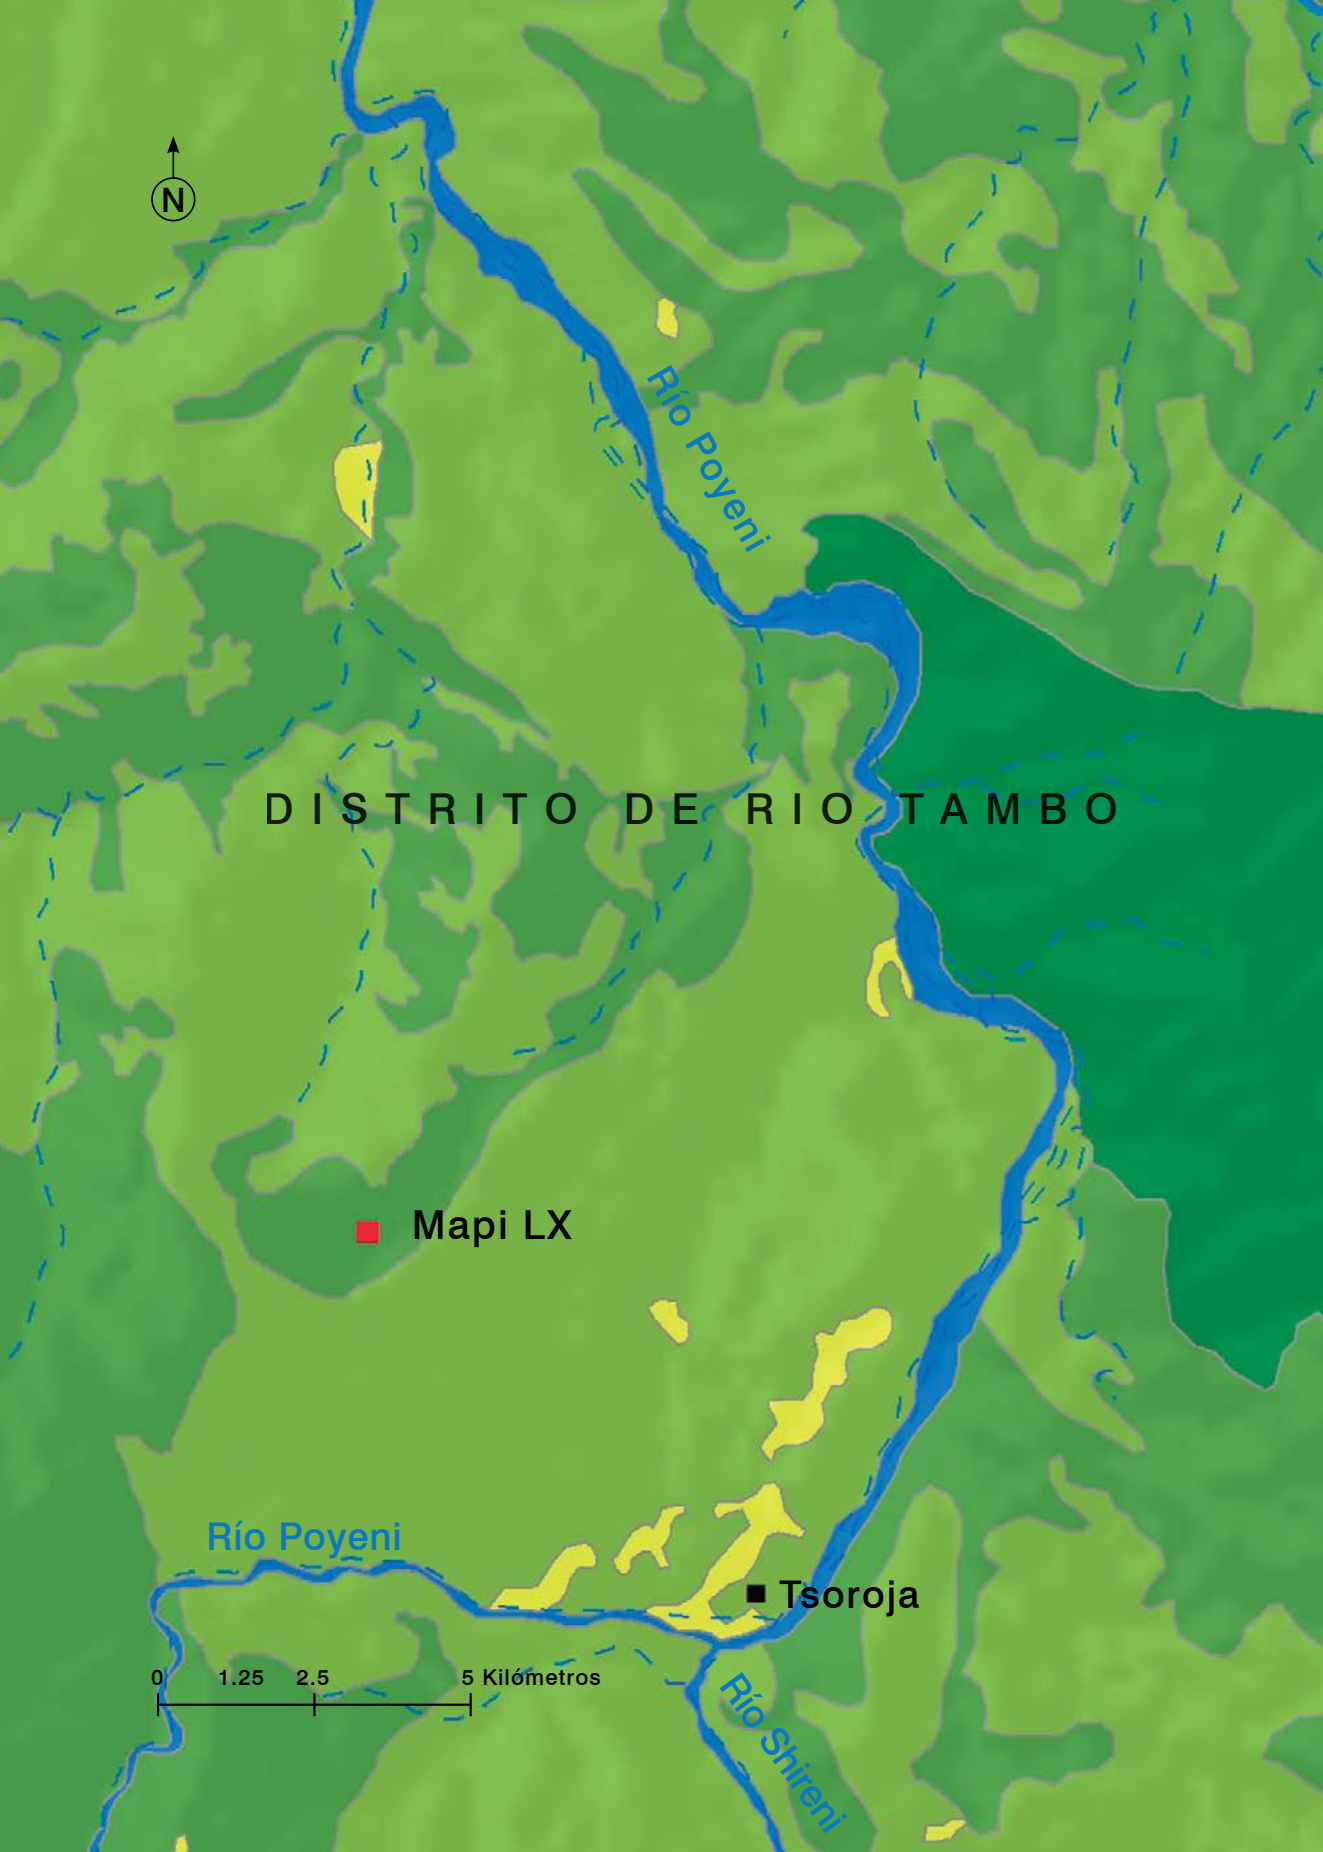 N
Río Poyeni
DISTRITO DE RIO TAMBO
Mapi LX
Río Poyeni
Tsoroja
0 1.25 2.5 5 Kilómetros
Río Shireni